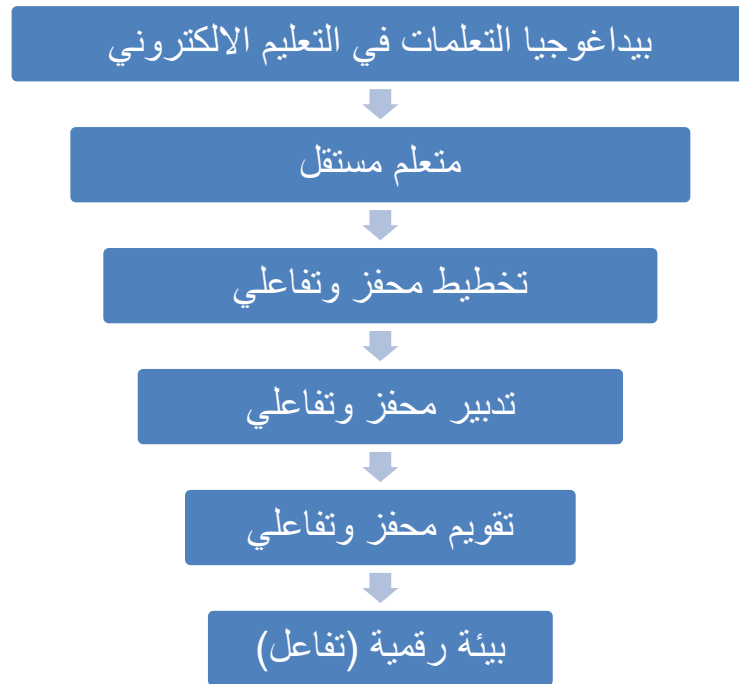 بيداغوجيا التعلمات في التعليم الالكتروني
متعلم مستقل
تخطيط محفز وتفاعلي
تدبير محفز وتفاعلي
تقويم محفز وتفاعلي
بيئة رقمية (تفاعل)